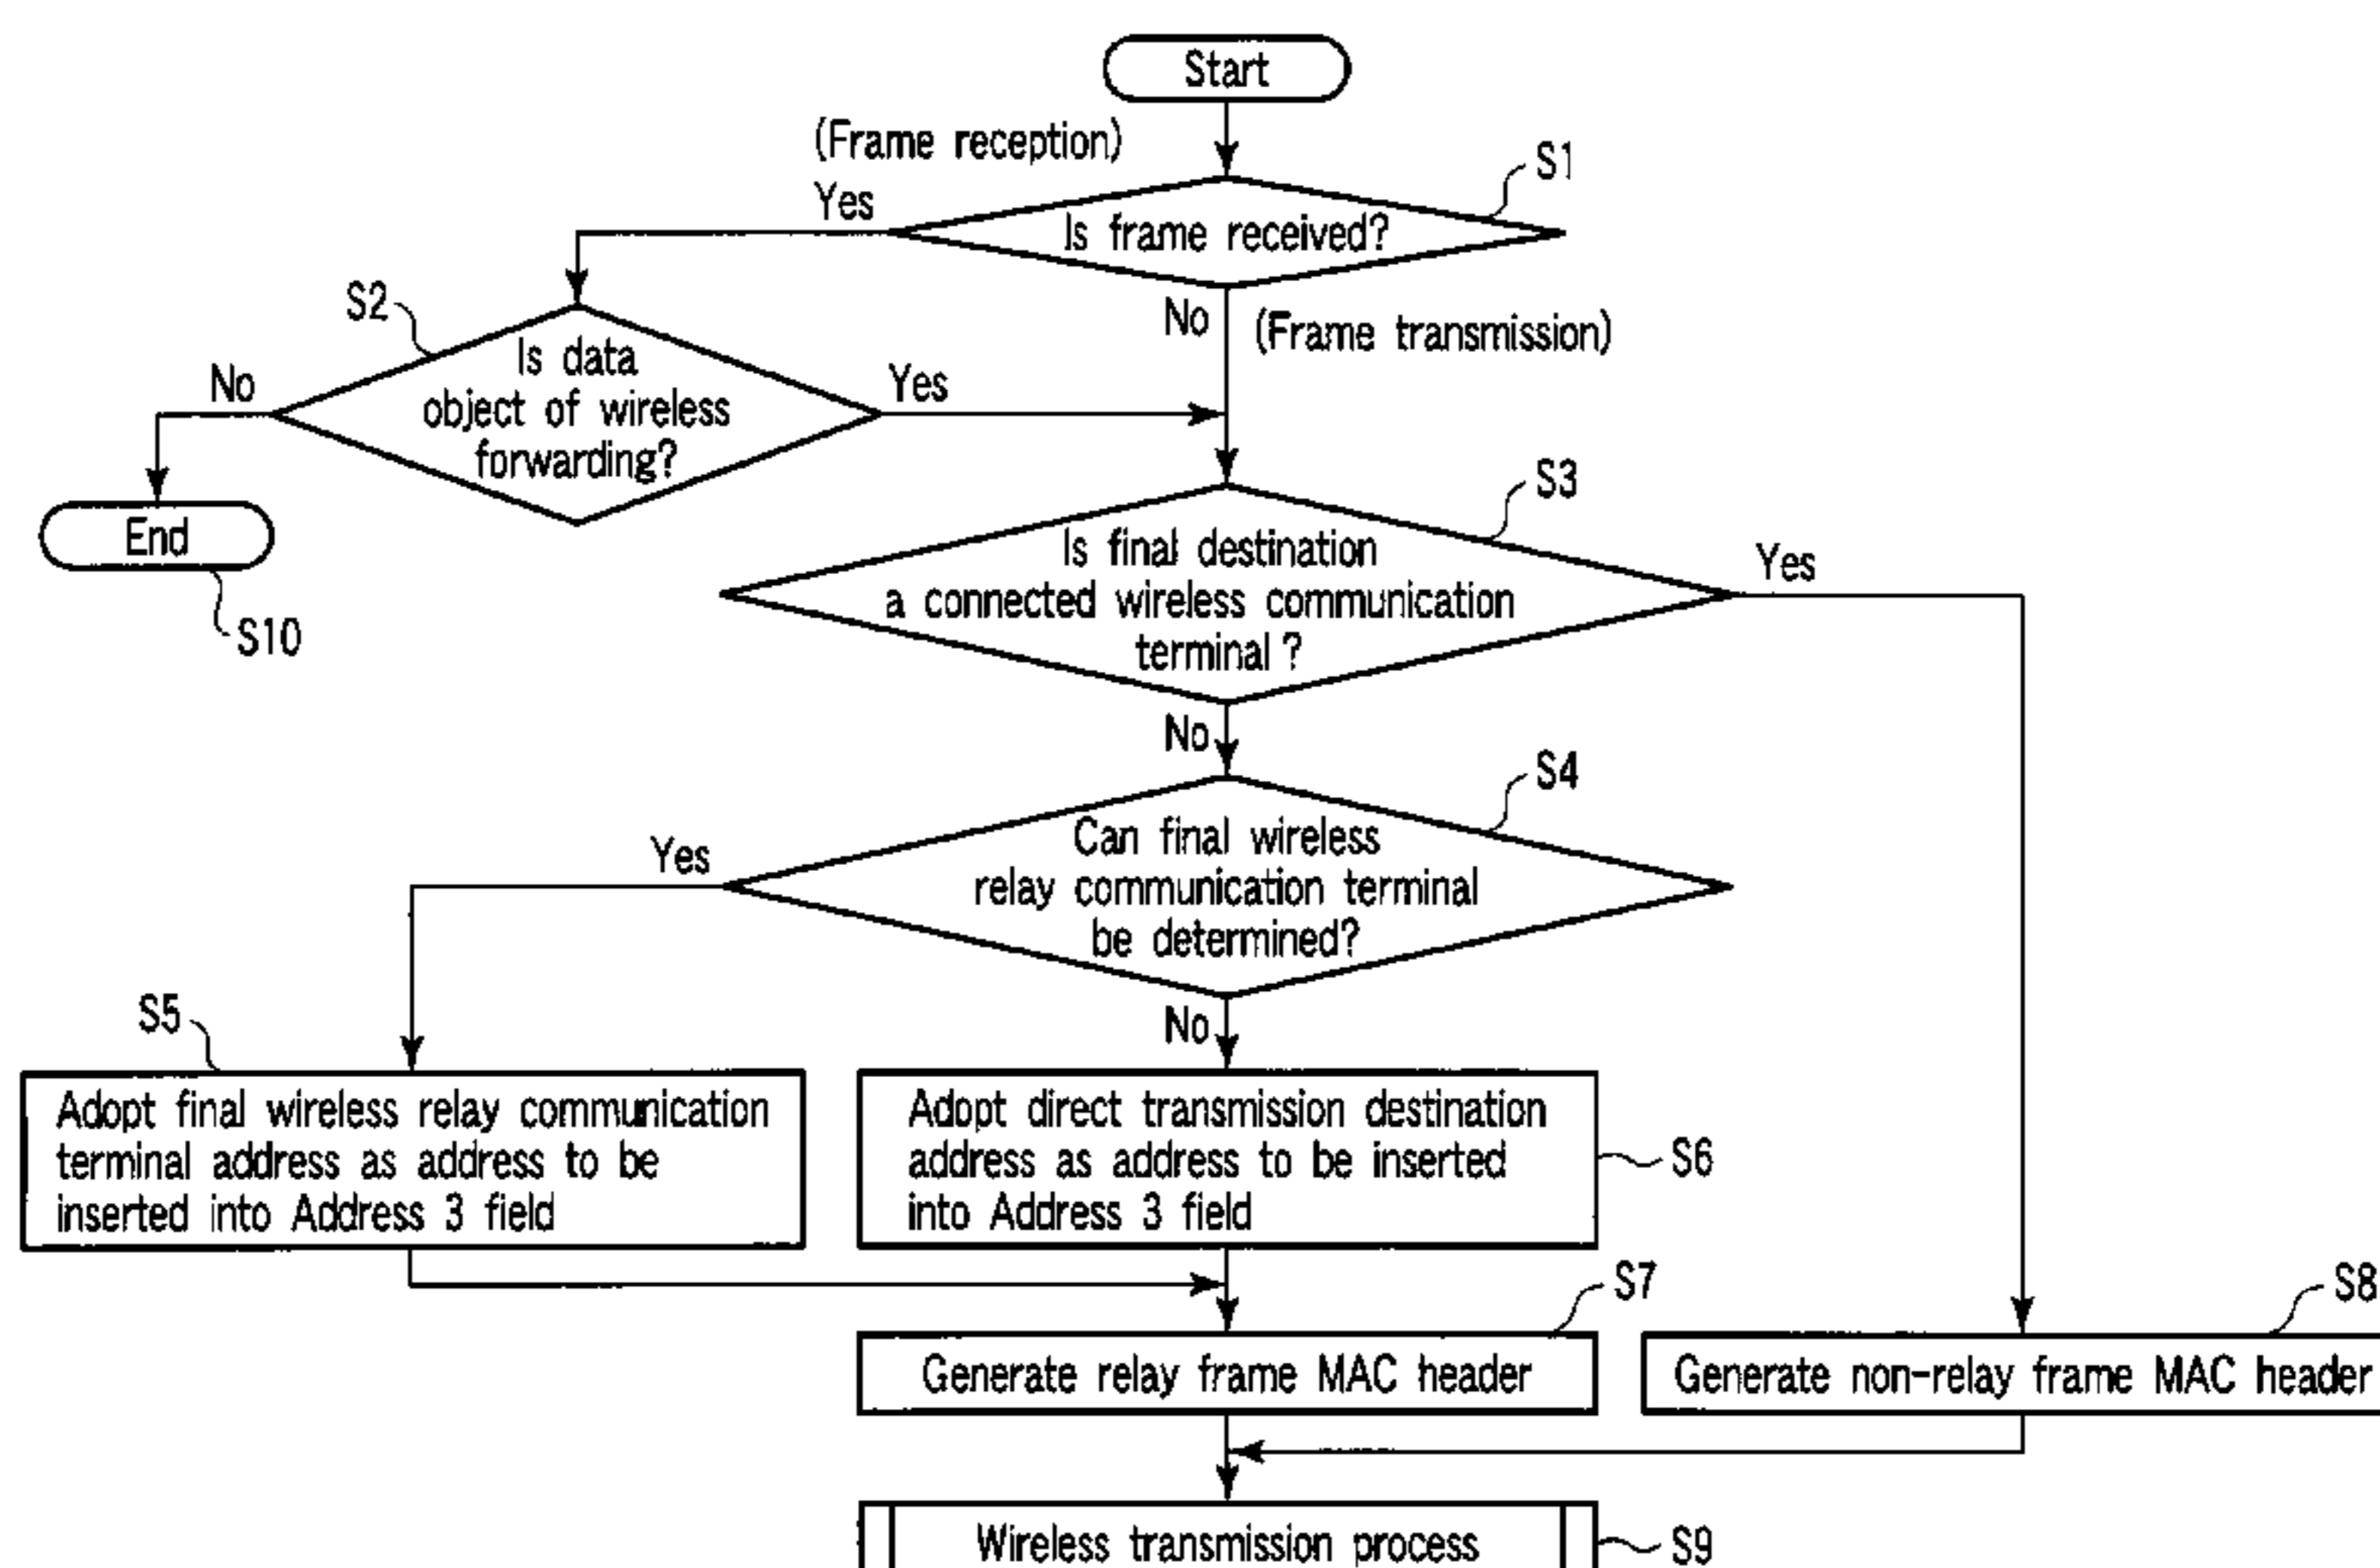 Start
(Frame reception)
S1
Yes
Is frame received?
S2
No
(Frame transmission)
Is data
object of wireless
forwarding?
No
Yes
End
S10
S3
Is final destination
a connected wireless communication
terminal ?
Yes
No
S4
Can final wireless
relay communication terminal
be determined?
Yes
No
S5
Adopt final wireless relay communication
terminal address as address to be
inserted into Address 3 field
Adopt direct transmission destination
address as address to be inserted
into Address 3 field
S6
S7
S8
Generate relay frame MAC header
Generate non-relay frame MAC header
Wireless transmission process
S9